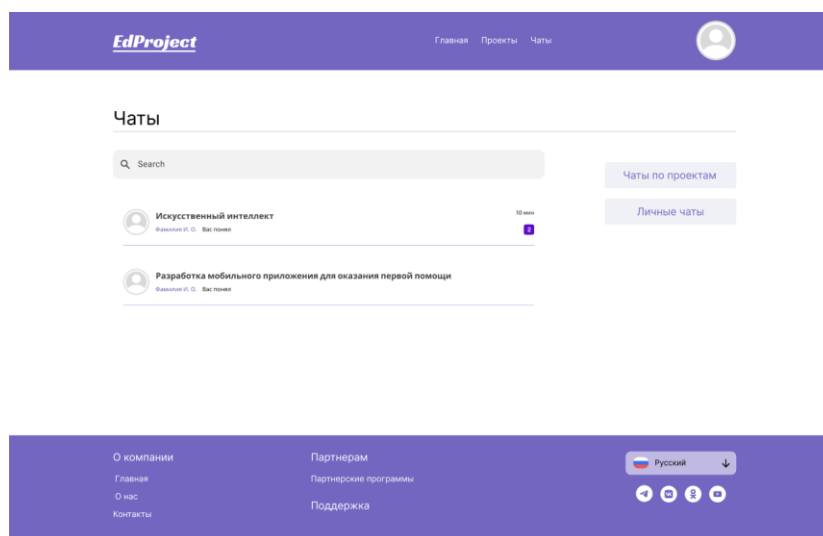 EdProject
Главная Проекты Чаты
Чаты
Search
Чаты по проектам
Личные чаты
Искусственный интеллект
10 мин
Фамилия И. О. Вас понял
2
Разработка мобильного приложения для оказания первой помощи
Фамилия И. О. Вас понял
О компании
Главная
О нас
Контакты
Партнерам
Партнерские программы
Поддержка
Русский